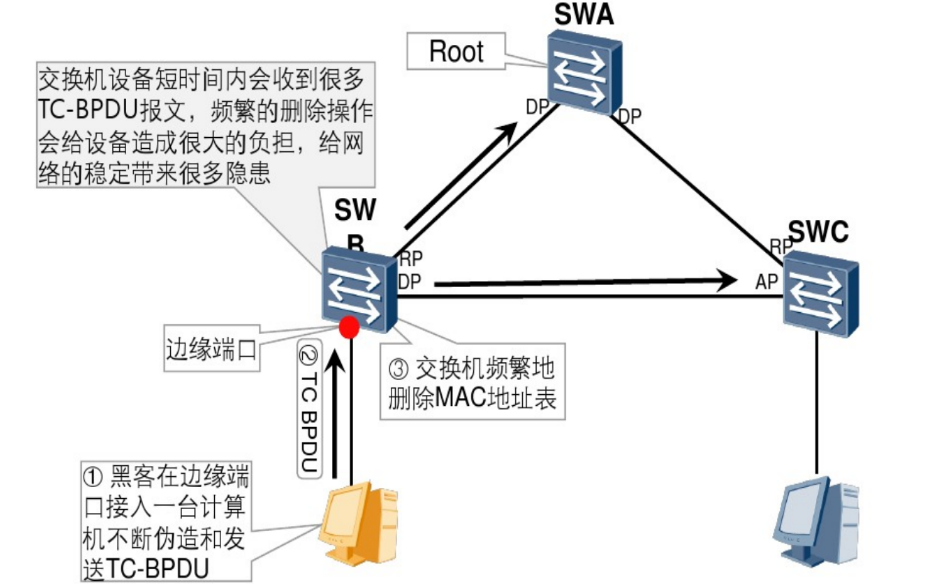 SWA
Root
交换机设备短时间内会收到很多
TC-BPDU报文，频繁的删除操作
会给设备造成很大的负担，给网
络的稳定带来很多隐患
DP
DP
SW
B
RP
DP
SWC
RP
AP
边缘端口
② TC BPDU
③ 交换机频繁地
删除MAC地址表
① 黑客在边缘端
口接入一台计算
机不断伪造和发
送TC-BPDU